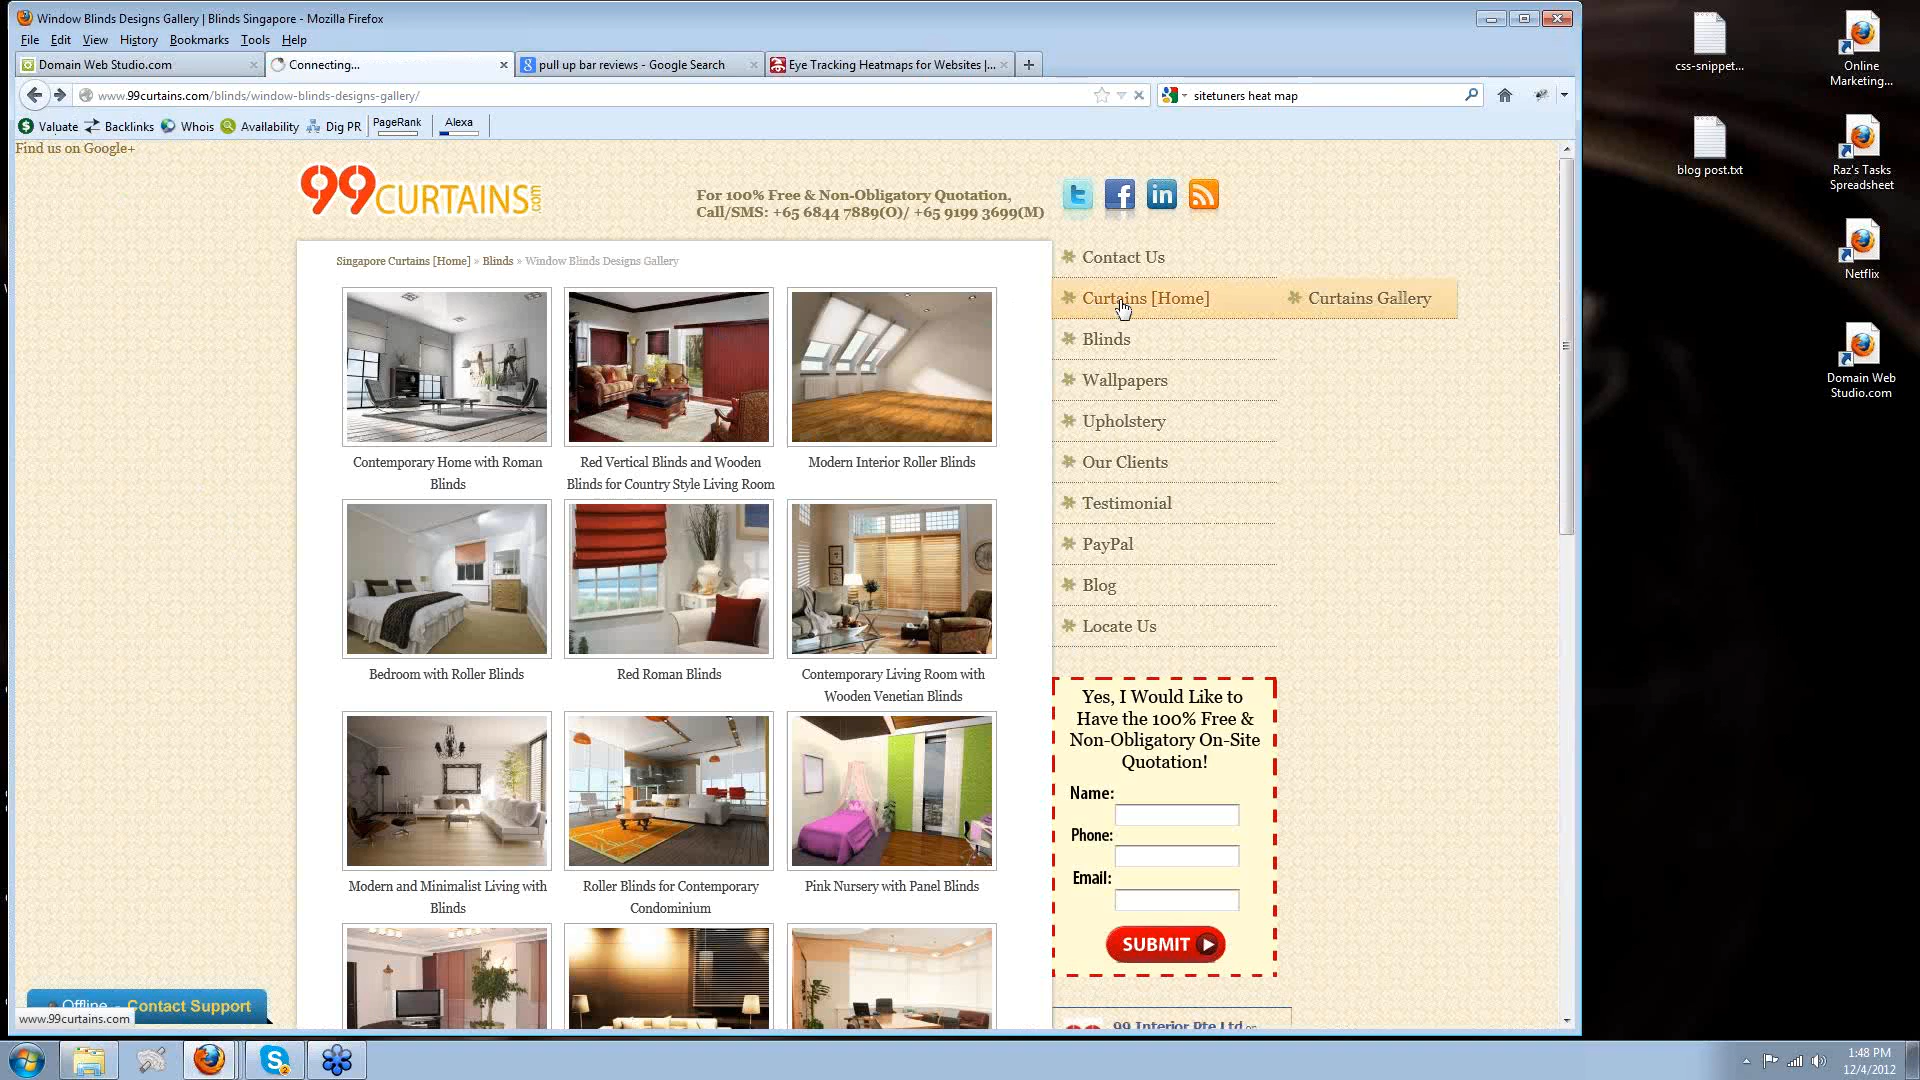 Window Blinds Designs Gallery | Blinds Singapore - Mozilla Firefox
File Edit View History Bookmarks Tools Help
Domain Web Studio.com
Connecting...
pull up bar reviews - Google Search
Eye Tracking Heatmaps for Websites |...
www.99curtains.com/blinds/window-blinds-designs-gallery/
sitetuners heat map
Valuate Backlinks Whois Availability Dig PR PageRank Alexa
Find us on Google+
99CURTAINS.com
For 100% Free & Non-Obligatory Quotation,
Call/SMS: +65 6844 7889(O)/ +65 9199 3699(M)
Singapore Curtains [Home] » Blinds » Window Blinds Designs Gallery
Contemporary Home with Roman
Blinds
Red Vertical Blinds and Wooden
Blinds for Country Style Living Room
Modern Interior Roller Blinds
Bedroom with Roller Blinds
Red Roman Blinds
Contemporary Living Room with
Wooden Venetian Blinds
Modern and Minimalist Living with
Blinds
Roller Blinds for Contemporary
Condominium
Pink Nursery with Panel Blinds
Contact Us
Curtains [Home]
Curtains Gallery
Blinds
Wallpapers
Upholstery
Our Clients
Testimonial
PayPal
Blog
Locate Us
Yes, I Would Like to
Have the 100% Free &
Non-Obligatory On-Site
Quotation!
Name:
Phone:
Email:
SUBMIT
99 Interior Pte Ltd on
Offline - Contact Support
www.99curtains.com
css-snippet...
Online
Marketing...
blog post.txt
Raz's Tasks
Spreadsheet
Netflix
Domain Web
Studio.com
2
1:48 PM
12/4/2012